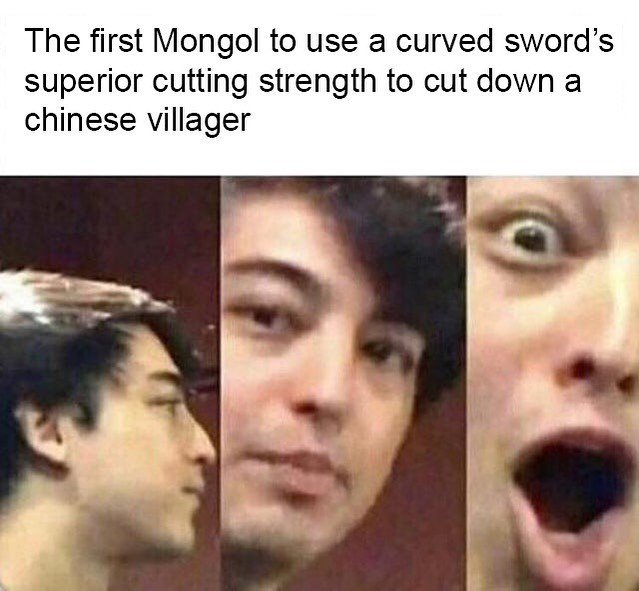 The first Mongol to use a curved sword’s
superior cutting strength to cut down a
chinese villager